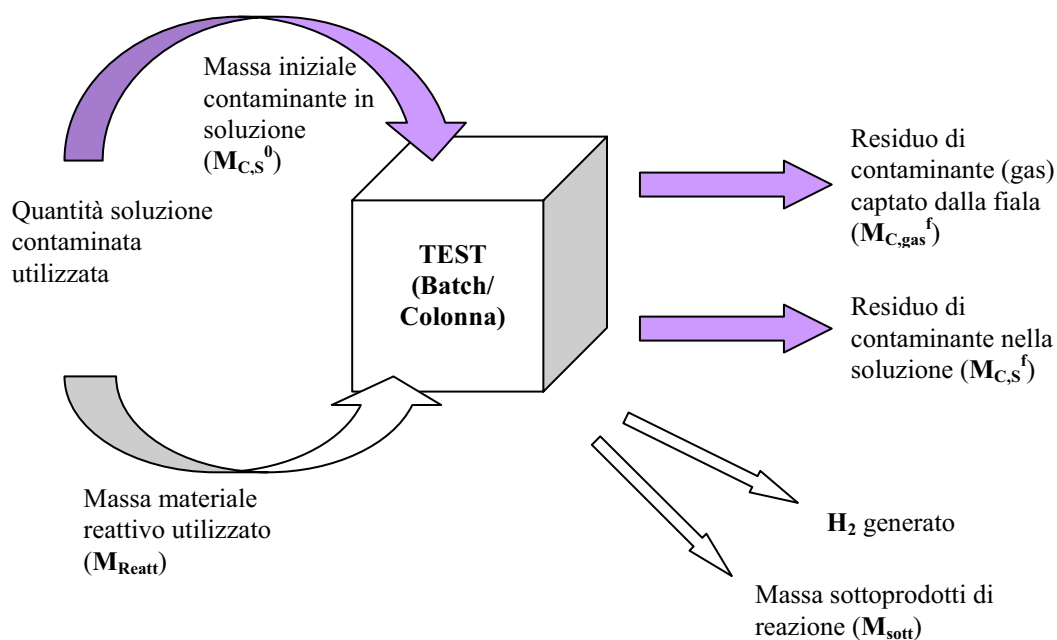 Massa iniziale
contaminante in
soluzione
(M_C,S^0)
Quantità soluzione
contaminata
utilizzata
TEST
(Batch/
Colonna)
Residuo di
contaminante (gas)
captato dalla fiala
(M_C,gas^f)
Residuo di
contaminante nella
soluzione (M_C,S^f)
Massa materiale
reattivo utilizzato
(M_Reatt)
H₂ generato
Massa sottoprodotti di
reazione (M_sott)